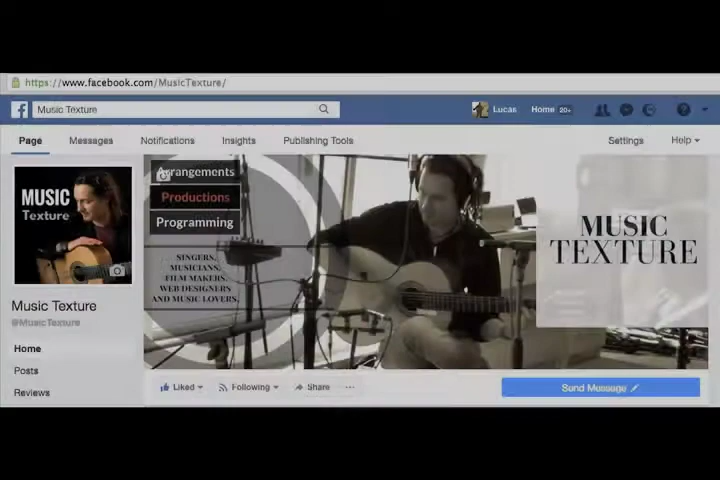 https://www.facebook.com/MusicTexture/
Music Texture
Lucas Home 20+
Page Messages Notifications Insights Publishing Tools Settings Help
MUSIC
Texture
Arrangements
Productions
Programming
SINGERS,
MUSICIANS,
FILM MAKERS,
WEB DESIGNERS
AND MUSIC LOVERS.
MUSIC
TEXTURE
Music Texture
@MusicTexture
Home
Posts
Reviews
Liked Following Share ... Send Message